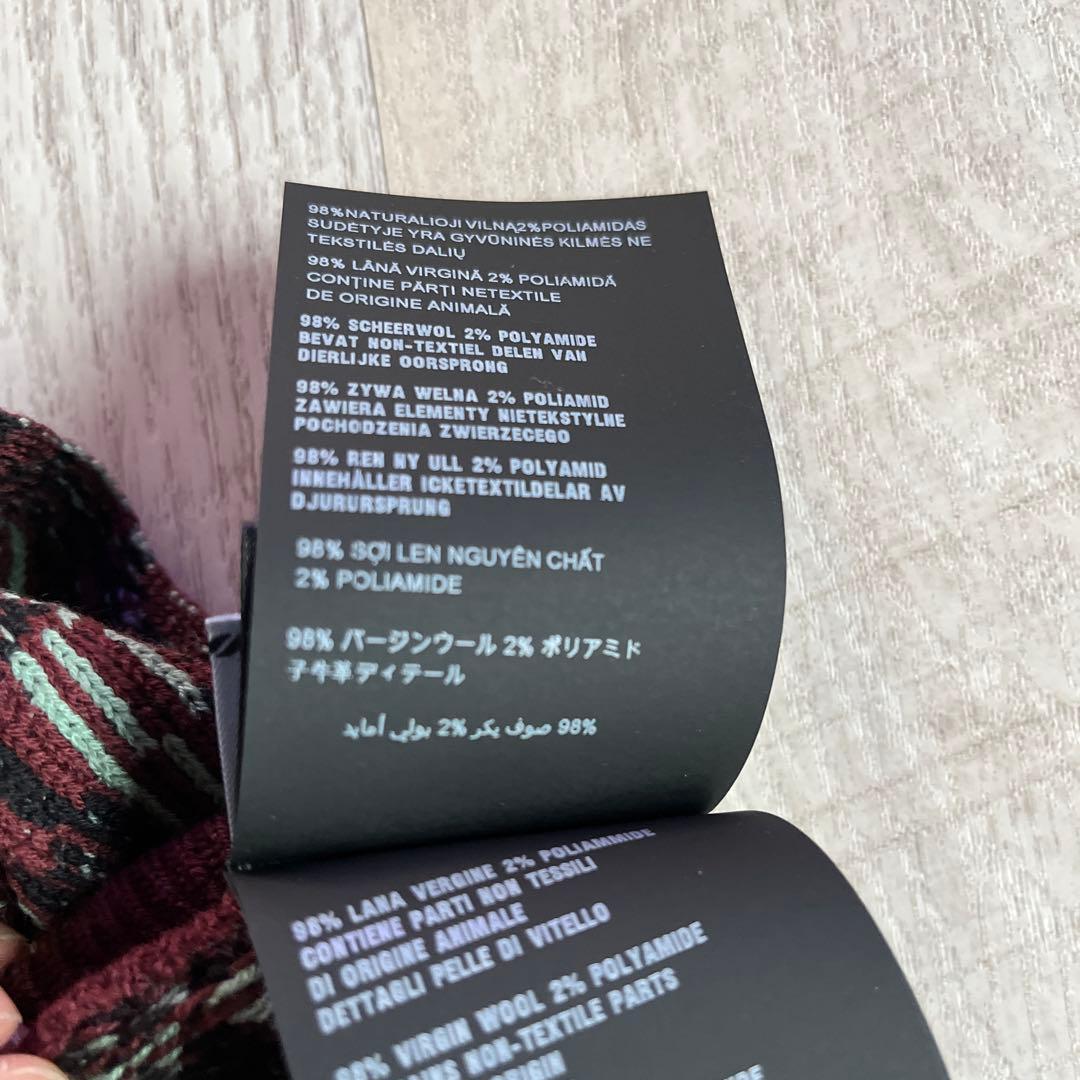 98%NATURALIOJI VILNĄ2%POLIAMIDAS
SUDĖTYJE YRA GYVŪNINĖS KILMĖS NE
TEKSTILĖS DALIŲ
98% LÂNĂ VIRGINĂ 2% POLIAMIDĂ
CONȚINE PĂRȚI NETEXTILE
DE ORIGINE ANIMALĂ
98% SCHEERWOL 2% POLYAMIDE
BEVAT NON-TEXTIEL DELEN VAN
DIERLIJKE OORSPRONG
98% ZYWA WELNA 2% POLIAMID
ZAWIERA ELEMENTY NIETEKSTYLNE
POCHODZENIA ZWIERZECEGO
98% REN NY ULL 2% POLYAMID
INNEHÅLLER ICKETEXTILDELAR AV
DJURURSPRUNG
98% SỢI LEN NGUYÊN CHẤT
2% POLIAMIDE
98% バージンウール 2% ポリアミド
子牛革ディテール
98% صوف بكر 2% بولي أمايد
98% LANA VERGINE 2% POLIAMMIDE
CONTIENE PARTI NON TESSILI
DI ORIGINE ANIMALE
DETTAGLI PELLE DI VITELLO
98% VIRGIN WOOL 2% POLYAMIDE
NON-TEXTILE PARTS
ORIGIN